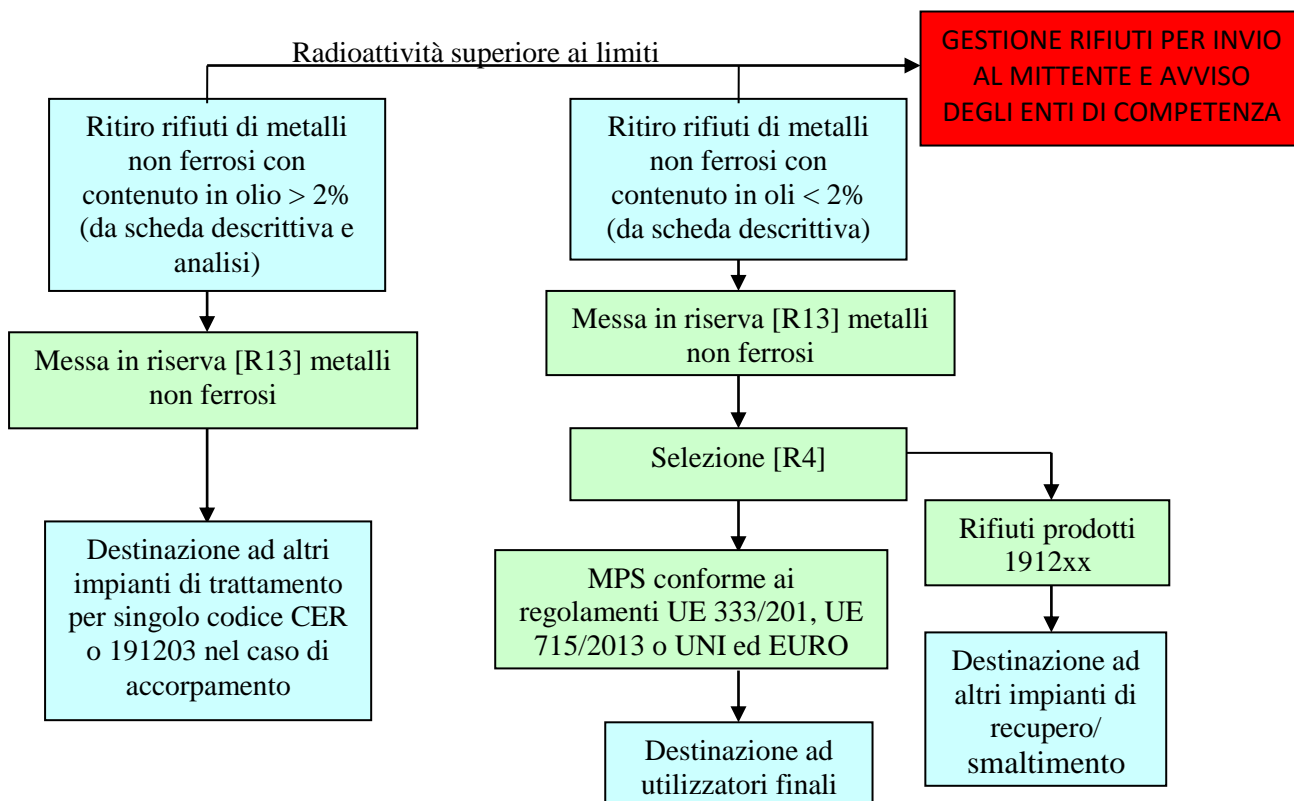 Radioattività superiore ai limiti
GESTIONE RIFIUTI PER INVIO
AL MITTENTE E AVVISO
DEGLI ENTI DI COMPETENZA
Ritiro rifiuti di metalli
non ferrosi con
contenuto in olio > 2%
(da scheda descrittiva e
analisi)
Ritiro rifiuti di metalli
non ferrosi con
contenuto in oli < 2%
(da scheda descrittiva)
Messa in riserva [R13] metalli
non ferrosi
Messa in riserva [R13] metalli
non ferrosi
Selezione [R4]
Destinazione ad altri
impianti di trattamento
per singolo codice CER
o 191203 nel caso di
accorpamento
MPS conforme ai
regolamenti UE 333/201, UE
715/2013 o UNI ed EURO
Rifiuti prodotti
1912xx
Destinazione ad
altri impianti di
recupero/
smaltimento
Destinazione ad
utilizzatori finali